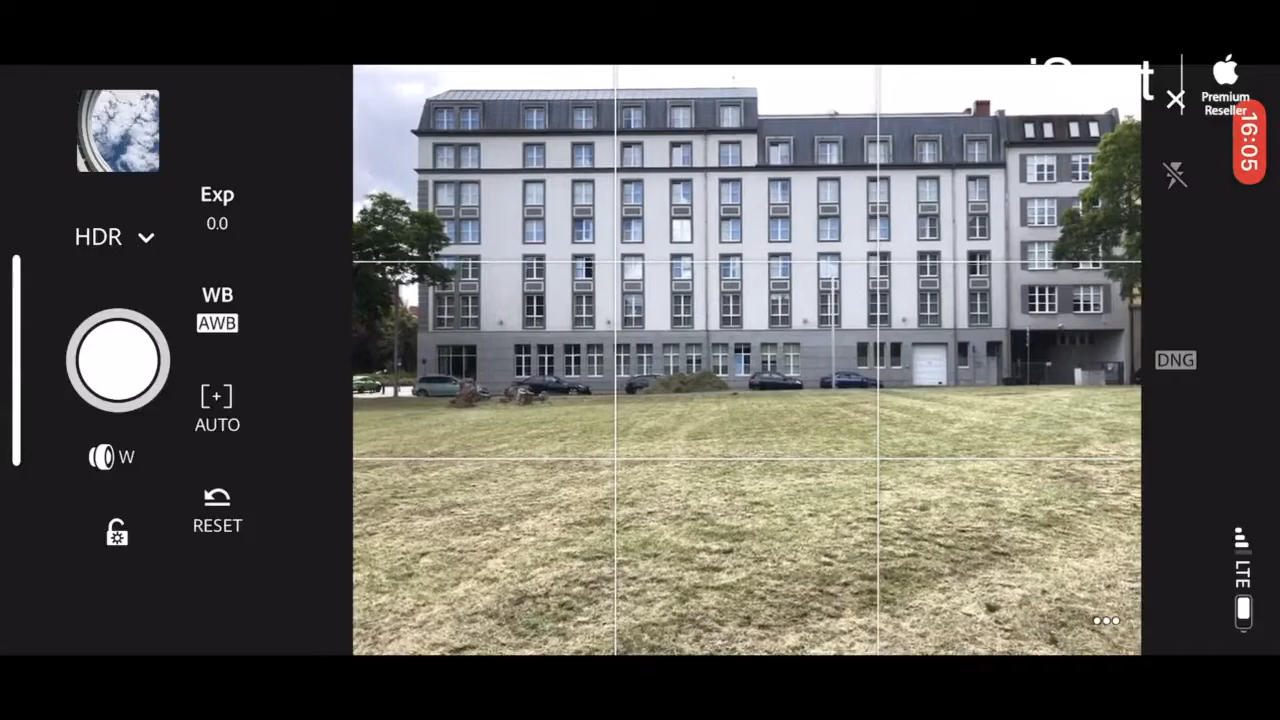 Exp
0.0
HDR
WB
AWB
AUTO
W
RESET
Premium
Reseller
16:05
DNG
LTE